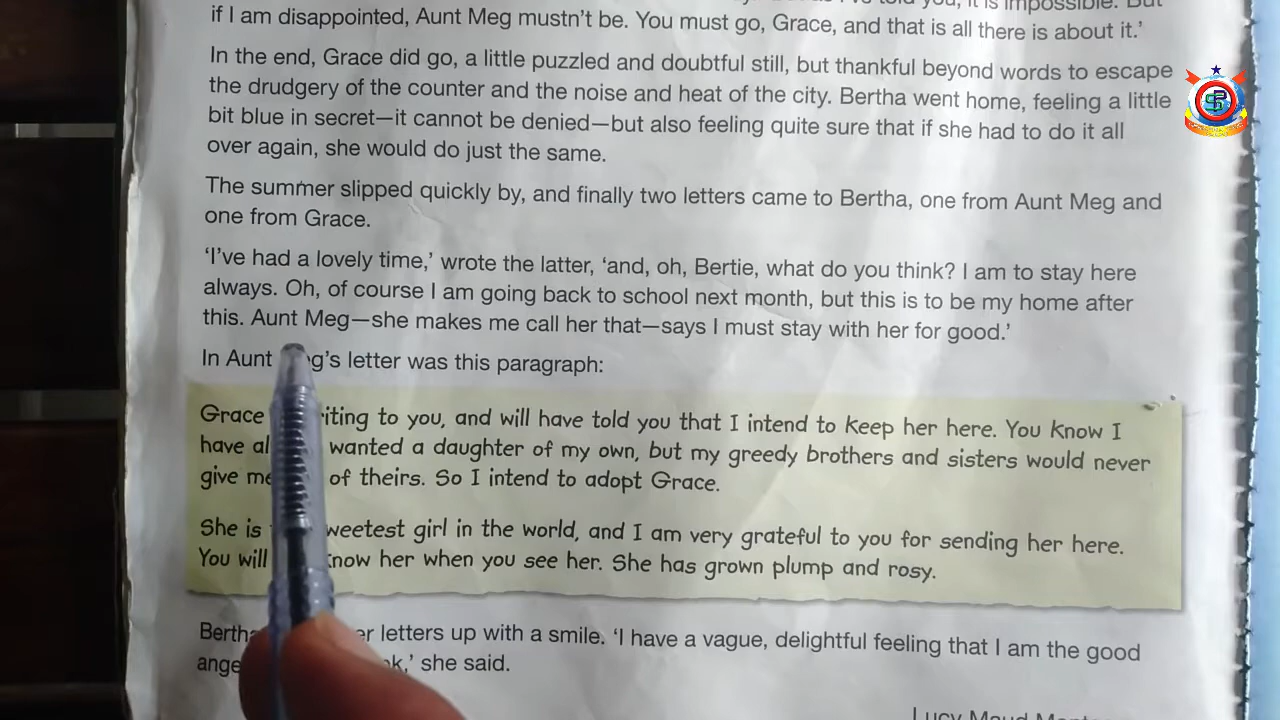 if I am disappointed, Aunt Meg mustn't be. You must go, Grace, and that is all there is about it.'
In the end, Grace did go, a little puzzled and doubtful still, but thankful beyond words to escape
the drudgery of the counter and the noise and heat of the city. Bertha went home, feeling a little
bit blue in secret—it cannot be denied—but also feeling quite sure that if she had to do it all
over again, she would do just the same.
The summer slipped quickly by, and finally two letters came to Bertha, one from Aunt Meg and
one from Grace.
'I've had a lovely time,' wrote the latter, 'and, oh, Bertie, what do you think? I am to stay here
always. Oh, of course I am going back to school next month, but this is to be my home after
this. Aunt Meg—she makes me call her that—says I must stay with her for good.'
In Aunt letter was this paragraph:
Grace to you, and will have told you that I intend to keep her here. You know I
have wanted a daughter of my own, but my greedy brothers and sisters would never
give of theirs. So I intend to adopt Grace.
She is girl in the world, and I am very grateful to you for sending her here.
You will her when you see her. She has grown plump and rosy.
letters up with a smile. 'I have a vague, delightful feeling that I am the good
she said.